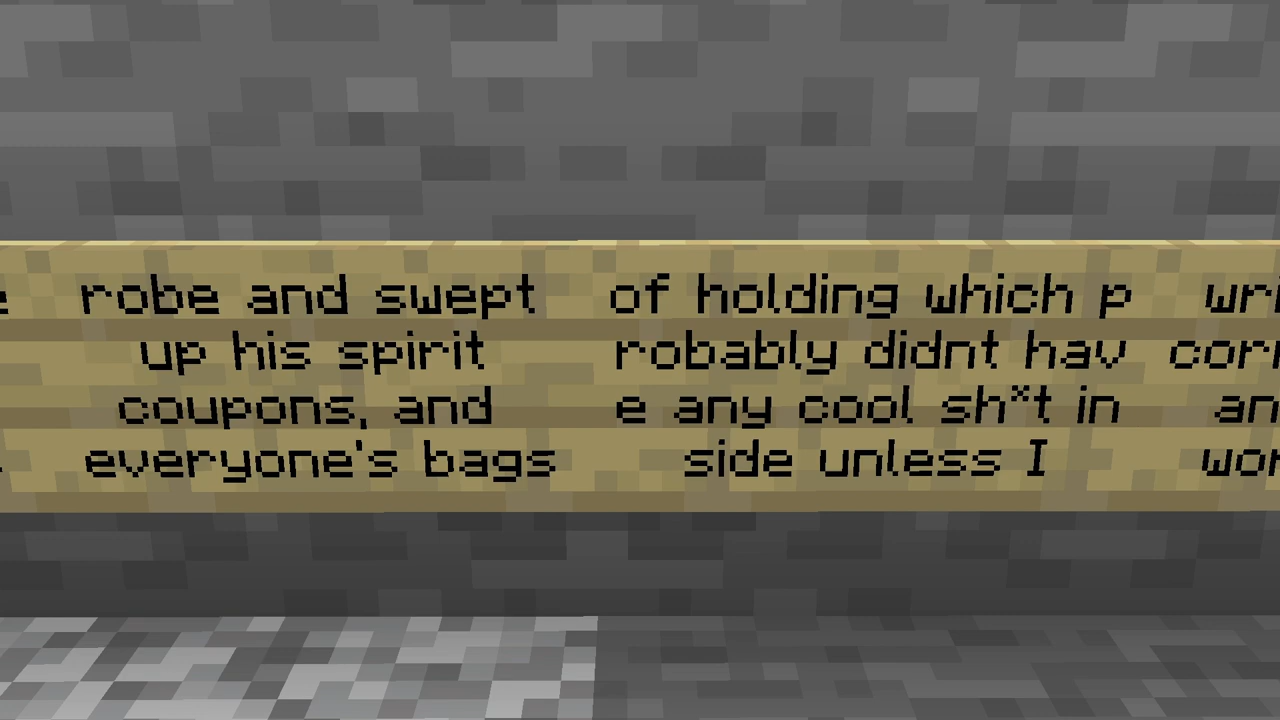 robe and swept
up his spirit
coupons, and
everyone's bags
of holding which p
robably didnt hav
e any cool sh*t in
side unless I